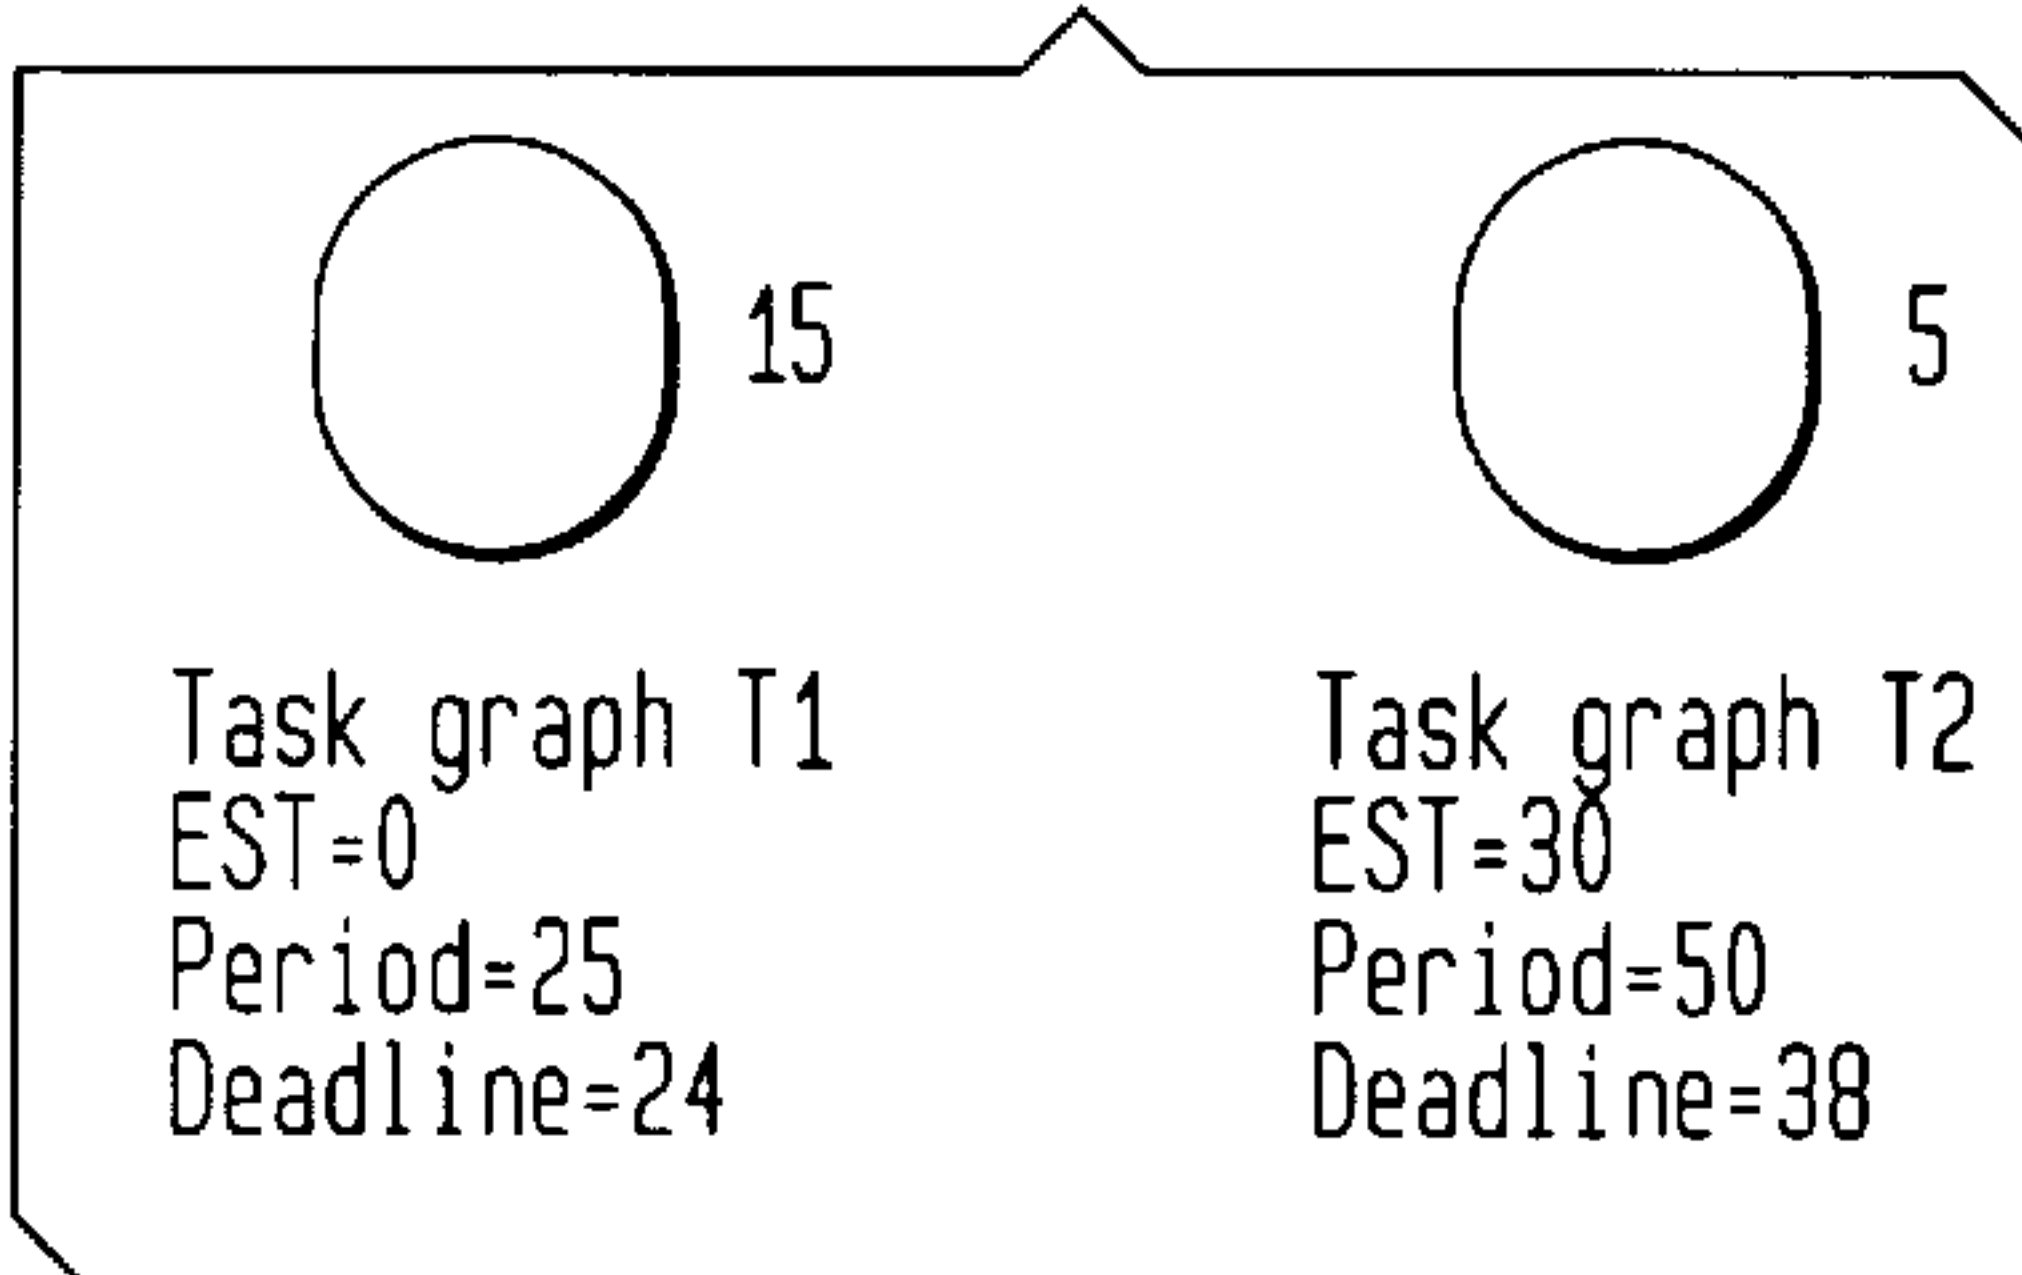 15
5
Task graph T1
EST=0
Period=25
Deadline=24
Task graph T2
EST=30
Period=50
Deadline=38